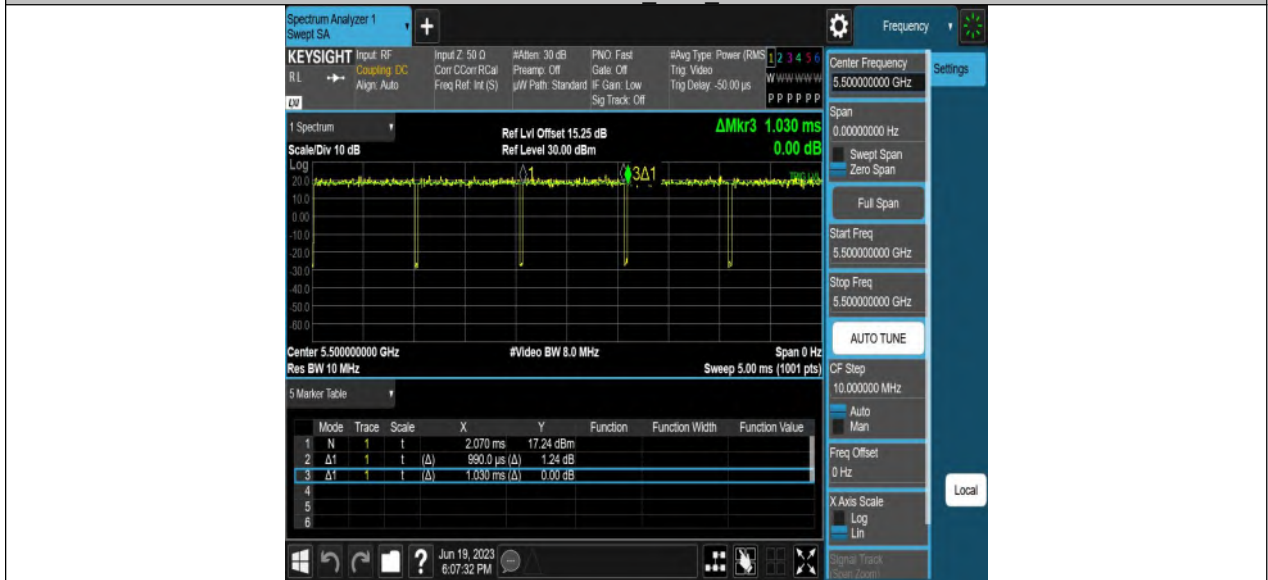 Spectrum Analyzer 1
Swept SA
+
Frequency
KEYSIGHT
RL
LXI
Input: RF
Coupling: DC
Align: Auto
Input Z: 50 Ω
Corr CCorr RCal
Freq Ref: Int (S)
#Atten: 30 dB
Preamp: Off
µW Path: Standard
PNO: Fast
Gate: Off
IF Gain: Low
Sig Track: Off
#Avg Type: Power (RMS
Trig: Video
Trig Delay: -50.00 µs
1 2 3 4 5 6
W W W W W W
P P P P P P
1 Spectrum
Scale/Div 10 dB
Ref Lvl Offset 15.25 dB
Ref Level 30.00 dBm
ΔMkr3 1.030 ms
0.00 dB
Log
20.0
10.0
0.00
-10.0
-20.0
-30.0
-40.0
-50.0
-60.0
1
3Δ1
Center 5.500000000 GHz
Res BW 10 MHz
#Video BW 8.0 MHz
Span 0 Hz
Sweep 5.00 ms (1001 pts)
5 Marker Table
Mode Trace Scale X Y Function Function Width Function Value
1 N 1 t 2.070 ms 17.24 dBm
2 Δ1 1 t (Δ) 990.0 µs (Δ) 1.24 dB
3 Δ1 1 t (Δ) 1.030 ms (Δ) 0.00 dB
4
5
6
?
Jun 19, 2023
6:07:32 PM
Center Frequency
5.500000000 GHz
Span
0.00000000 Hz
Swept Span
Zero Span
Full Span
Start Freq
5.500000000 GHz
Stop Freq
5.500000000 GHz
AUTO TUNE
CF Step
10.000000 MHz
Auto
Man
Freq Offset
0 Hz
X Axis Scale
Log
Lin
Signal Track
(Span Zoom)
Settings
Local